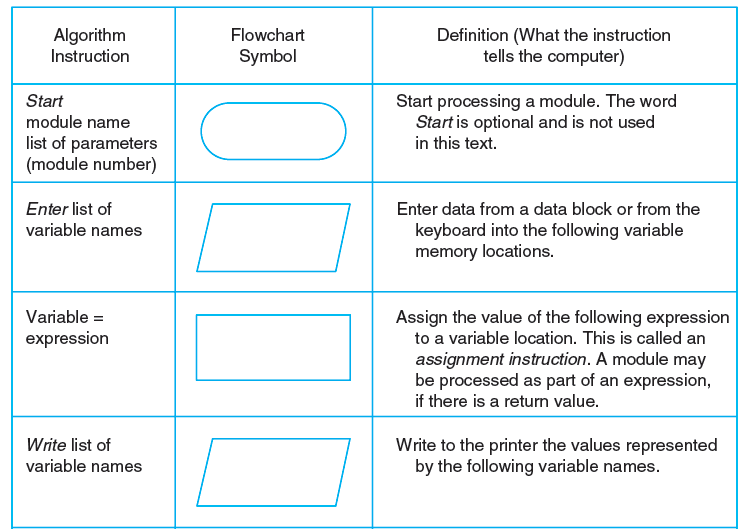 Algorithm
Instruction
Flowchart
Symbol
Definition (What the instruction
tells the computer)
Start
module name
list of parameters
(module number)
Start processing a module. The word
Start is optional and is not used
in this text.
Enter list of
variable names
Enter data from a data block or from the
keyboard into the following variable
memory locations.
Variable =
expression
Assign the value of the following expression
to a variable location. This is called an
assignment instruction. A module may
be processed as part of an expression,
if there is a return value.
Write list of
variable names
Write to the printer the values represented
by the following variable names.